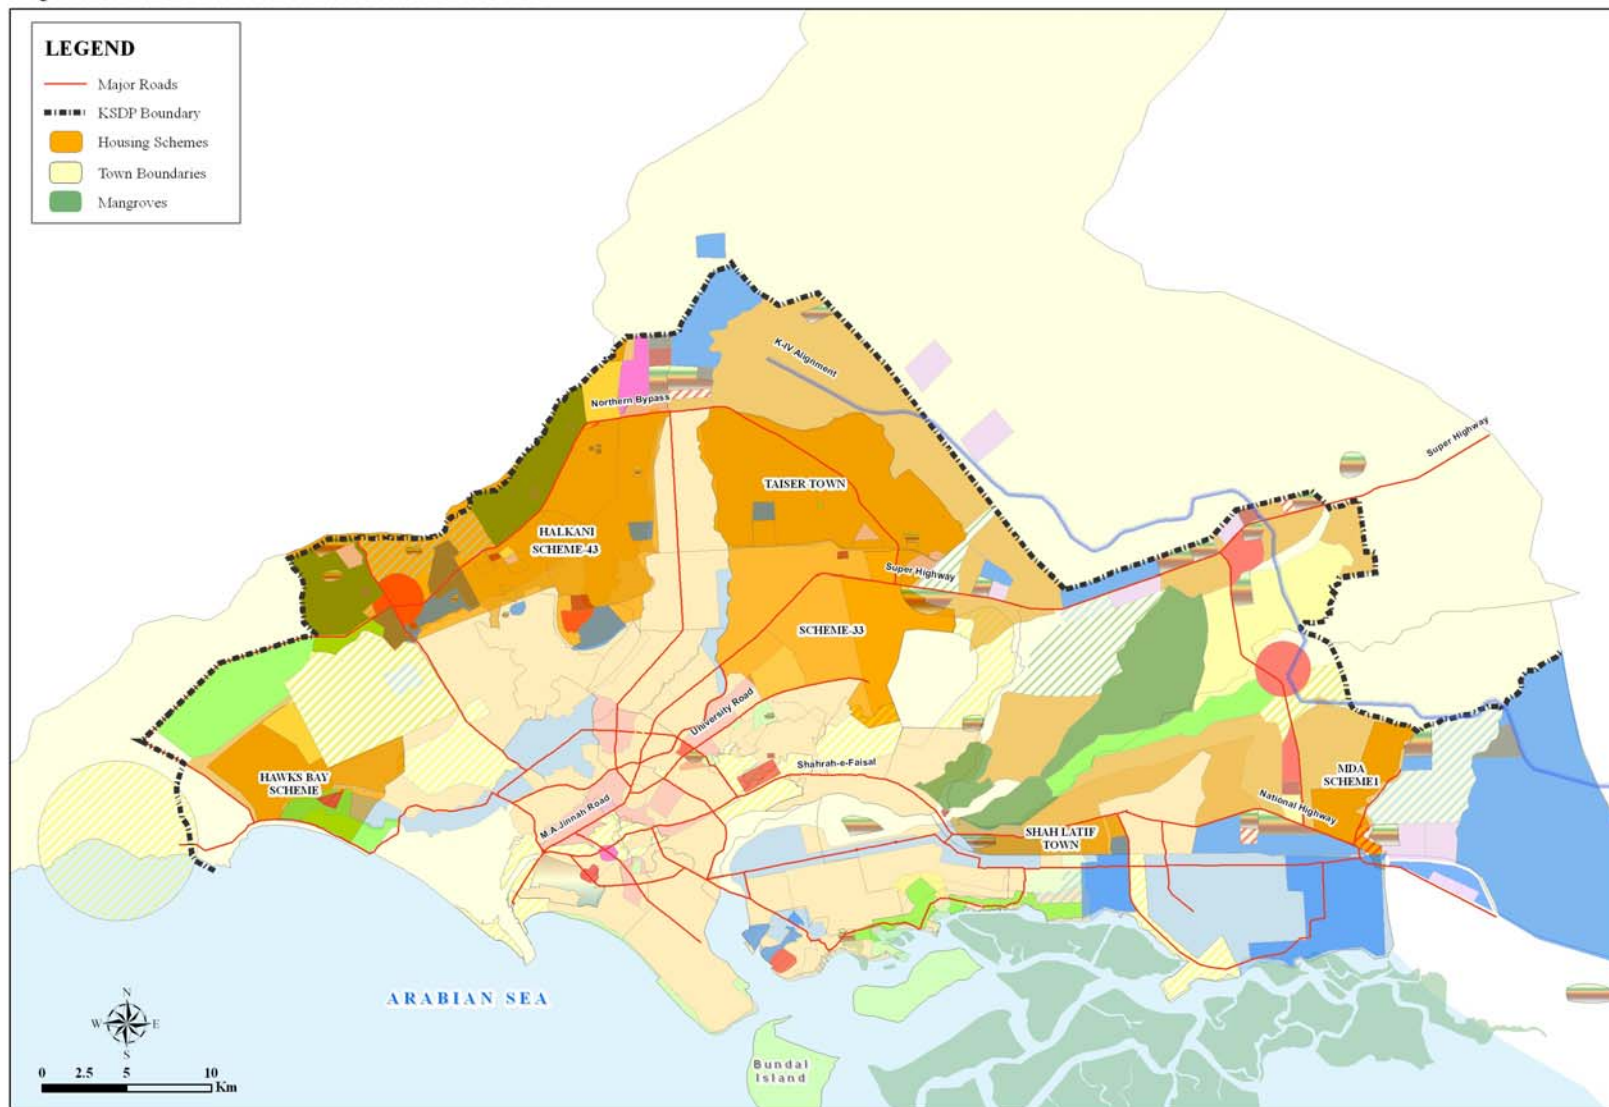 LEGEND
Major Roads
KSDP Boundary
Housing Schemes
Town Boundaries
Mangroves
K-IV Alignment
Northern Bypass
Super Highway
TAISER TOWN
HALKANI
SCHEME-43
Super Highway
SCHEME-33
University Road
HAWKS BAY
SCHEME
Shahrah-e-Faisal
MDA
SCHEME1
M.A.Jinnah Road
National Highway
SHAH LATIF
TOWN
ARABIAN SEA
N
W E
S
Bundal
Island
0 2.5 5 10
Km